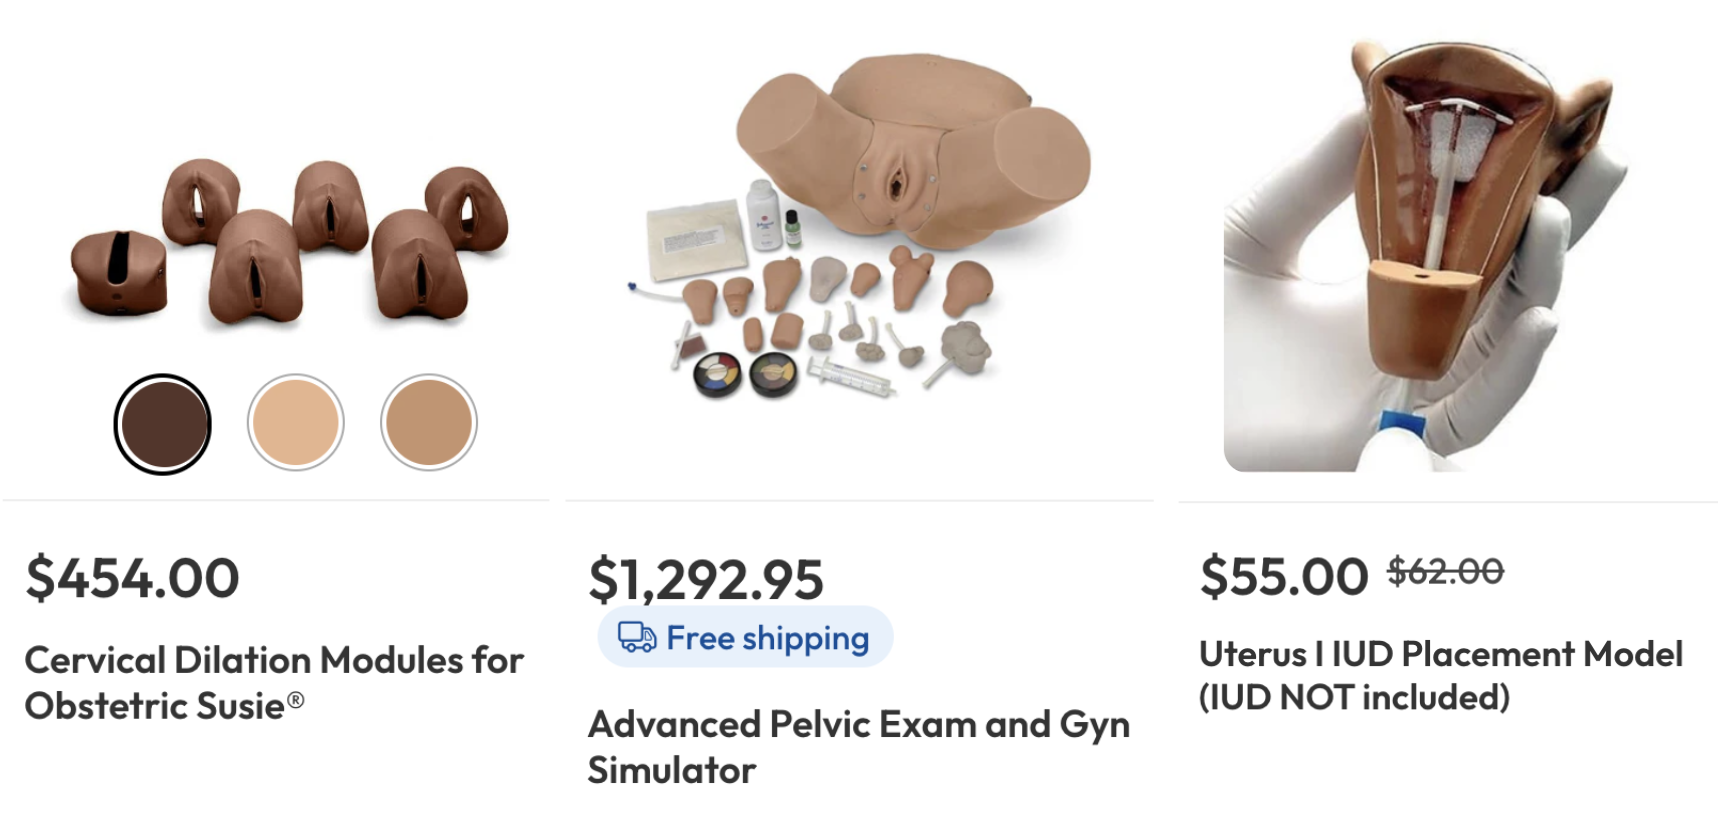 $454.00
Cervical Dilation Modules for
Obstetric Susie®
$1,292.95
Free shipping
Advanced Pelvic Exam and Gyn
Simulator
$55.00 $62.00
Uterus I IUD Placement Model
(IUD NOT included)